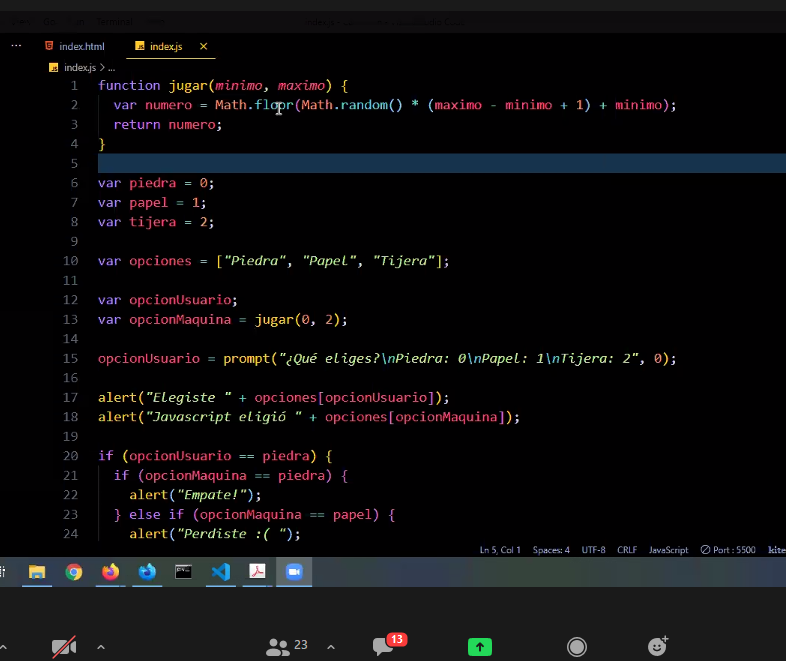 index.html index.js ×
index.js > ...
1 function jugar(minimo, maximo) {
2 var numero = Math.floor(Math.random() * (maximo - minimo + 1) + minimo);
3 return numero;
4 }
5
6 var piedra = 0;
7 var papel = 1;
8 var tijera = 2;
9
10 var opciones = ["Piedra", "Papel", "Tijera"];
11
12 var opcionUsuario;
13 var opcionMaquina = jugar(0, 2);
14
15 opcionUsuario = prompt("¿Qué eliges?\nPiedra: 0\nPapel: 1\nTijera: 2", 0);
16
17 alert("Elegiste " + opciones[opcionUsuario]);
18 alert("Javascript eligió " + opciones[opcionMaquina]);
19
20 if (opcionUsuario == piedra) {
21 if (opcionMaquina == piedra) {
22 alert("Empate!");
23 } else if (opcionMaquina == papel) {
24 alert("Perdiste :( ");
Ln 5, Col 1 Spaces: 4 UTF-8 CRLF JavaScript Port : 5500 kite
23 13